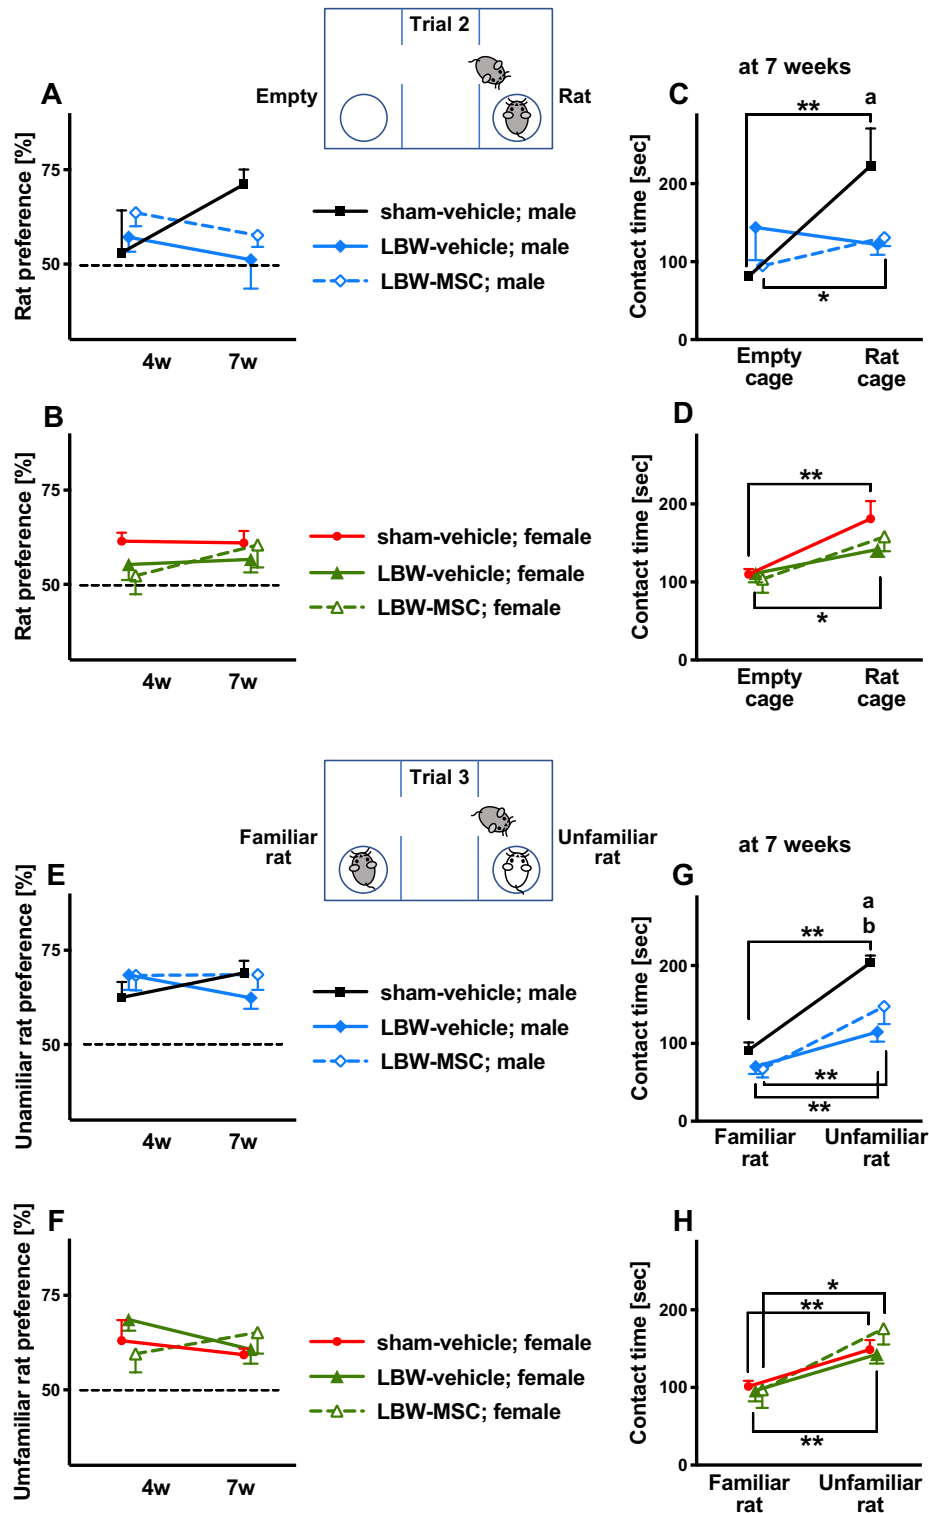 Trial 2
Empty
Rat
at 7 weeks
A
Rat preference [%]
75
50
4w
7w
sham-vehicle; male
LBW-vehicle; male
LBW-MSC; male
C
Contact time [sec]
**
a
200
100
0
*
Empty
cage
Rat
cage
B
Rat preference [%]
75
50
4w
7w
sham-vehicle; female
LBW-vehicle; female
LBW-MSC; female
D
Contact time [sec]
**
200
100
0
*
Empty
cage
Rat
cage
Trial 3
Familiar
rat
Unfamiliar
rat
at 7 weeks
E
Unamiliar rat preference [%]
75
50
4w
7w
sham-vehicle; male
LBW-vehicle; male
LBW-MSC; male
G
Contact time [sec]
a
b
**
200
100
0
**
**
Familiar
rat
Unfamiliar
rat
F
Umfamiliar rat preference [%]
75
50
4w
7w
sham-vehicle; female
LBW-vehicle; female
LBW-MSC; female
H
Contact time [sec]
*
**
200
100
0
**
Familiar
rat
Unfamiliar
rat